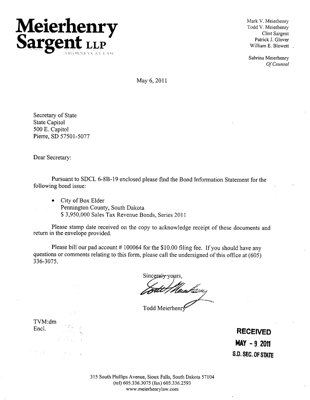 Meierhenry
Sargent LLP
ATTORNEYS AT LAW
Mark V. Meierhenry
Todd V. Meierhenry
Clint Sargent
Patrick J. Glover
William E. Blewett
Sabrina Meierhenry
Of Counsel
May 6, 2011
Secretary of State
State Capitol
500 E. Capitol
Pierre, SD 57501-5077
Dear Secretary:
Pursuant to SDCL 6-8B-19 enclosed please find the Bond Information Statement for the
following bond issue:
• City of Box Elder
Pennington County, South Dakota
$ 3,950,000 Sales Tax Revenue Bonds, Series 2011
Please stamp date received on the copy to acknowledge receipt of these documents and
return in the envelope provided.
Please bill our pad account # 100064 for the $10.00 filing fee. If you should have any
questions or comments relating to this form, please call the undersigned of this office at (605)
336-3075.
Sincerely yours,
Todd Meierhenry
Todd Meierhenry
TVM:dm
Encl.
RECEIVED
MAY - 9 2011
S.D. SEC. OF STATE
315 South Phillips Avenue, Sioux Falls, South Dakota 57104
(tel) 605.336.3075 (fax) 605.336.2593
www.meierhenrylaw.com